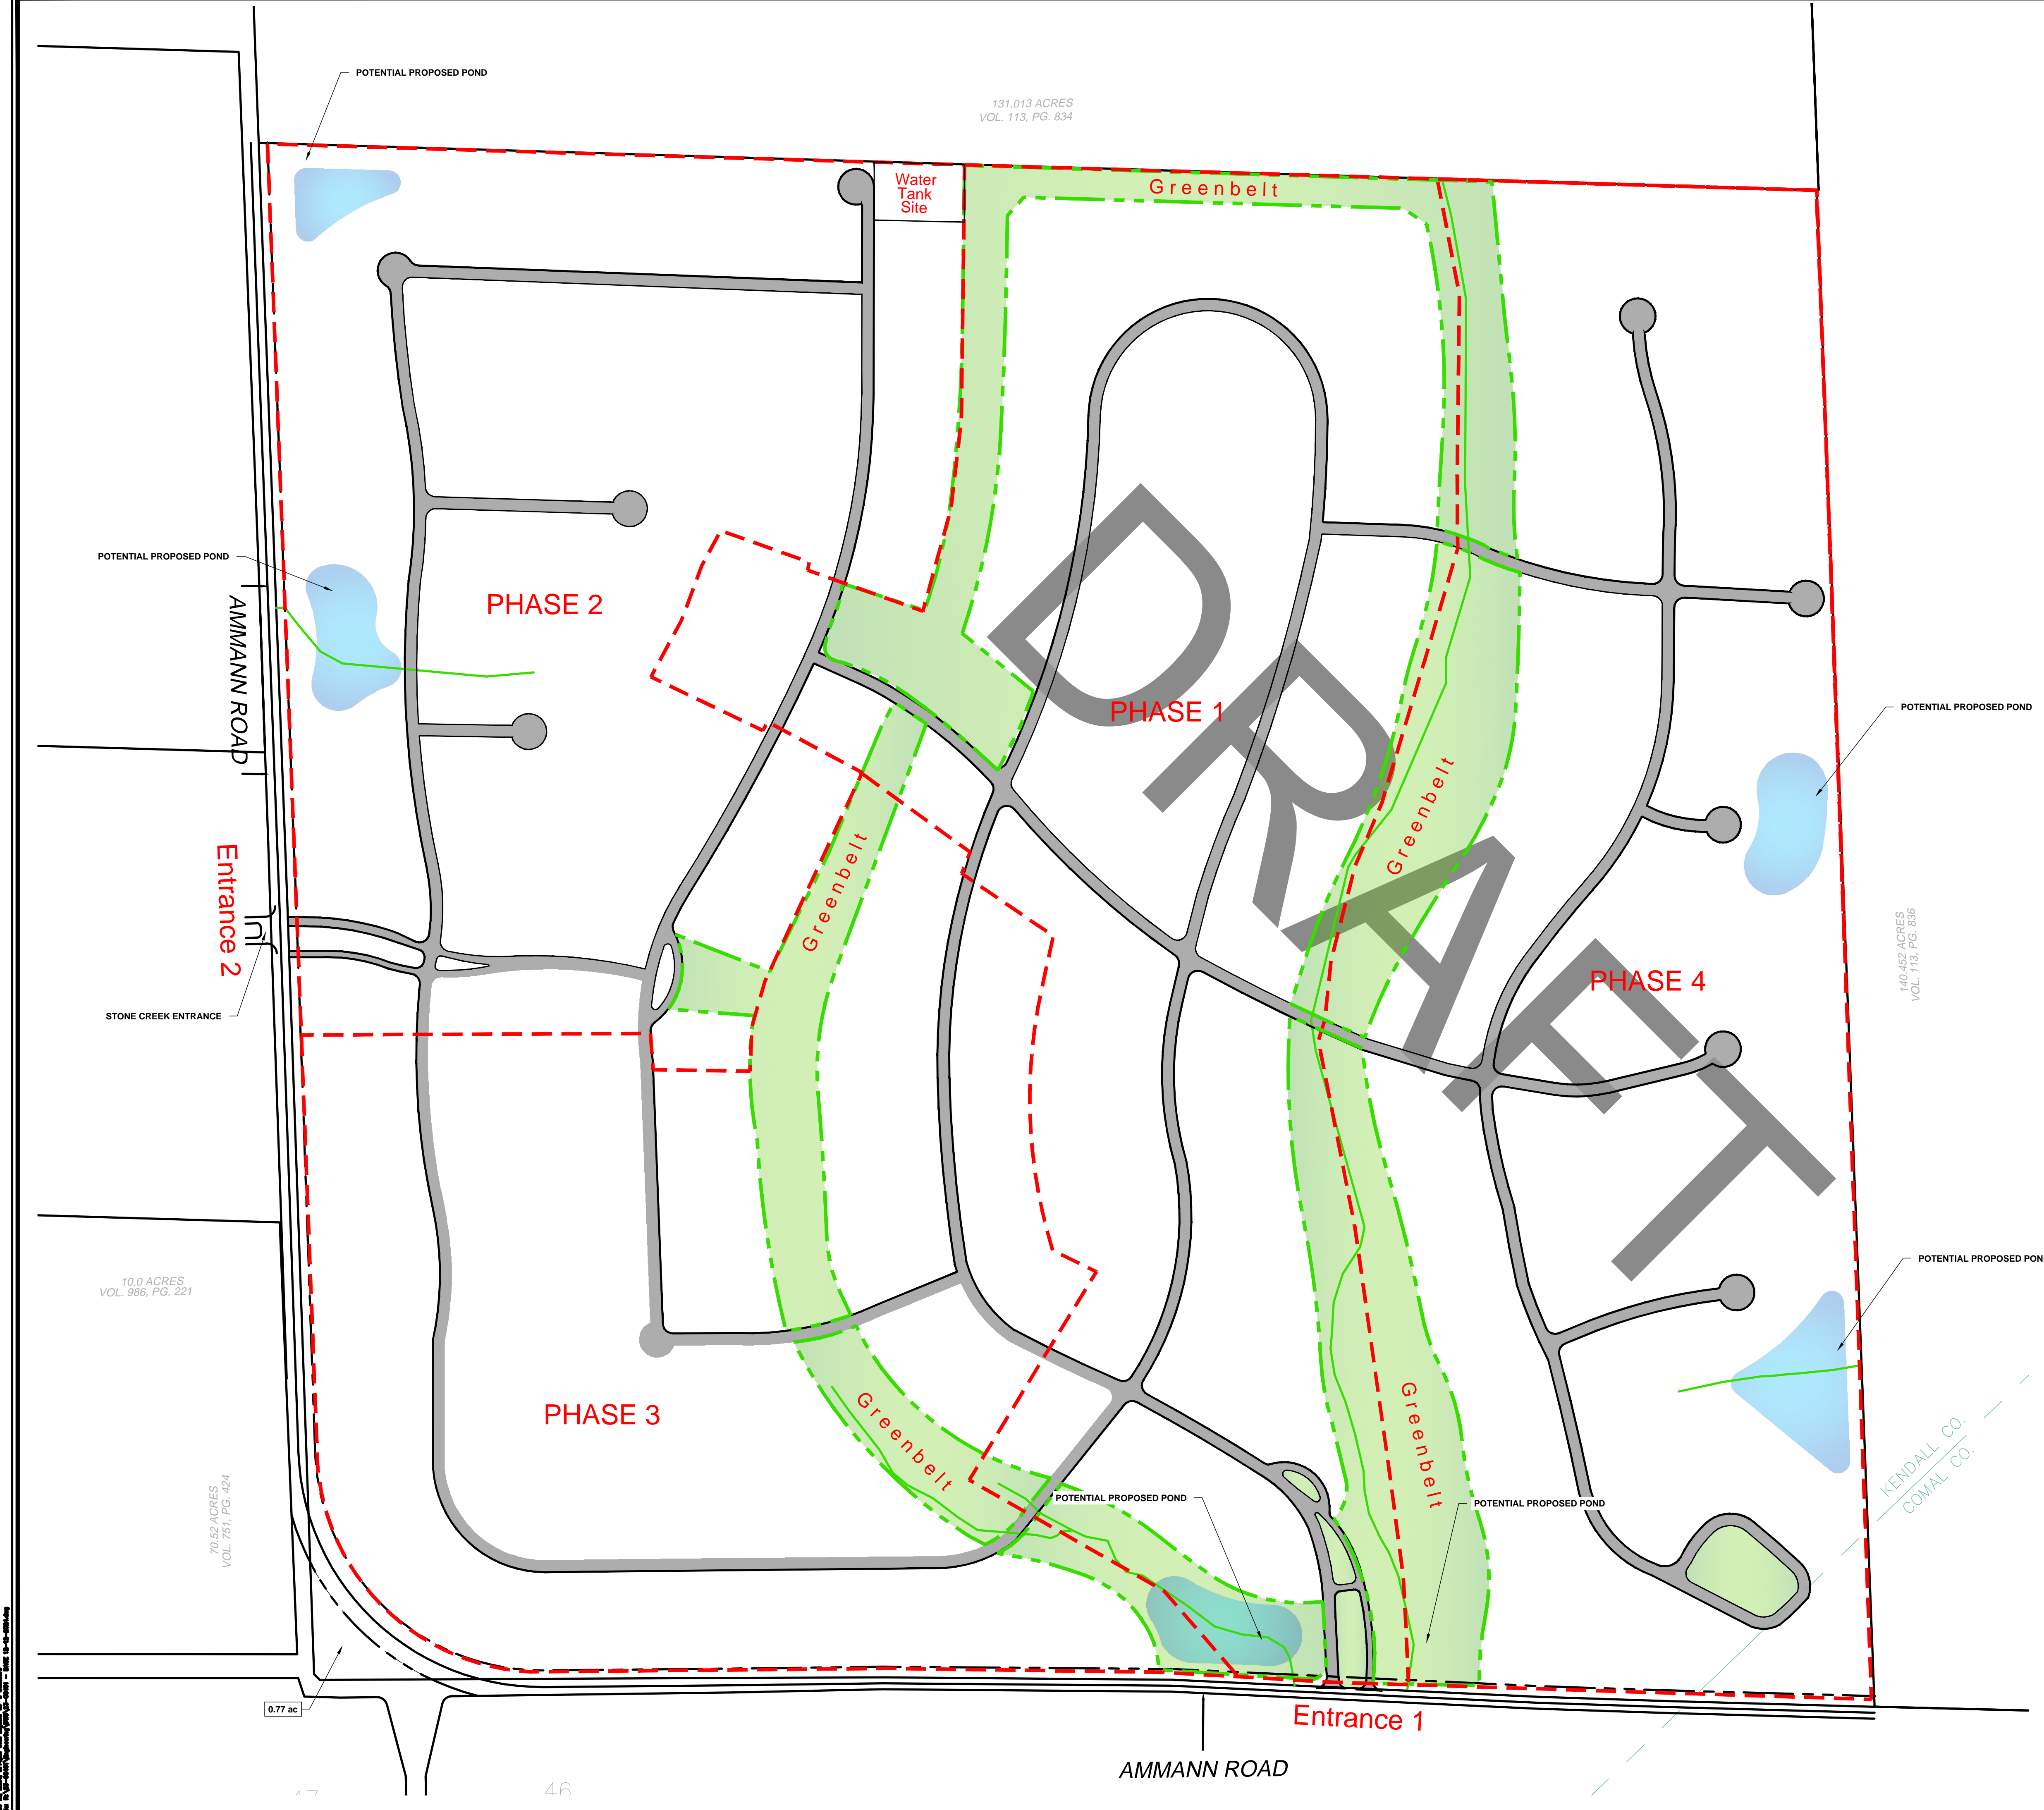 POTENTIAL PROPOSED POND
131.013 ACRES
VOL. 113, PG. 834
Water
Tank
Site
Greenbelt
POTENTIAL PROPOSED POND
AMMANN ROAD
PHASE 2
PHASE 1
DRAFT
POTENTIAL PROPOSED POND
Greenbelt
Greenbelt
Entrance 2
STONE CREEK ENTRANCE
PHASE 4
140.452 ACRES
VOL. 113, PG. 836
10.0 ACRES
VOL. 986, PG. 221
POTENTIAL PROPOSED PON
PHASE 3
Greenbelt
Greenbelt
KENDALL CO.
COMAL CO.
70.52 ACRES
VOL. 751, PG. 424
POTENTIAL PROPOSED POND
POTENTIAL PROPOSED POND
0.77 ac
Entrance 1
AMMANN ROAD
46